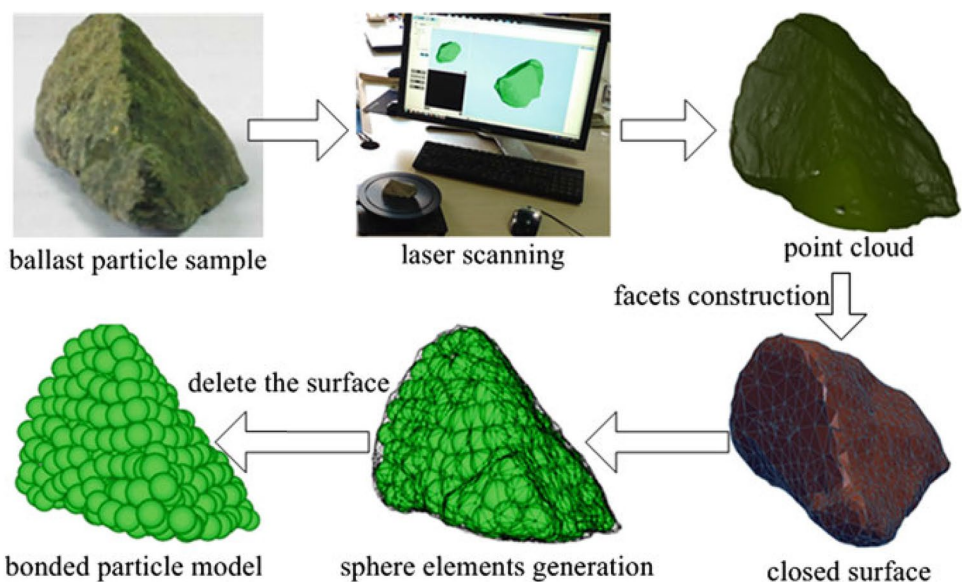 ballast particle sample
laser scanning
point cloud
facets construction
delete the surface
bonded particle model
sphere elements generation
closed surface